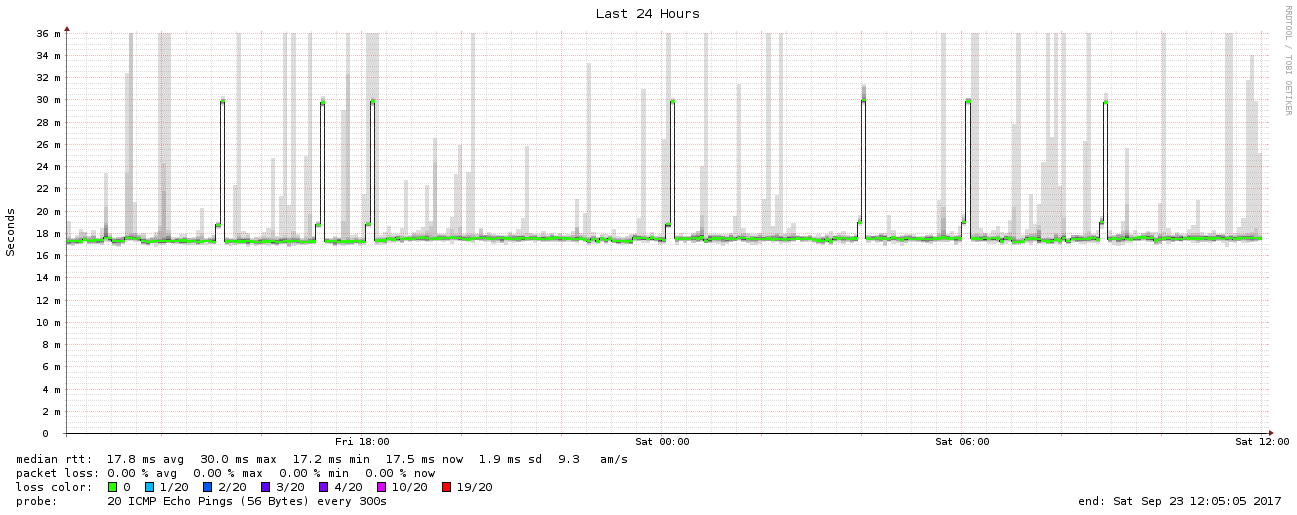 Last 24 Hours
RRDTOOL / TOBI OETIKER
Seconds
36 m
34 m
32 m
30 m
28 m
26 m
24 m
22 m
20 m
18 m
16 m
14 m
12 m
10 m
8 m
6 m
4 m
2 m
0
Fri 18:00 Sat 00:00 Sat 06:00 Sat 12:00
median rtt: 17.8 ms avg 30.0 ms max 17.2 ms min 17.5 ms now 1.9 ms sd 9.3 am/s
packet loss: 0.00 % avg 0.00 % max 0.00 % min 0.00 % now
loss color: 0 1/20 2/20 3/20 4/20 10/20 19/20
probe: 20 ICMP Echo Pings (56 Bytes) every 300s end: Sat Sep 23 12:05:05 2017